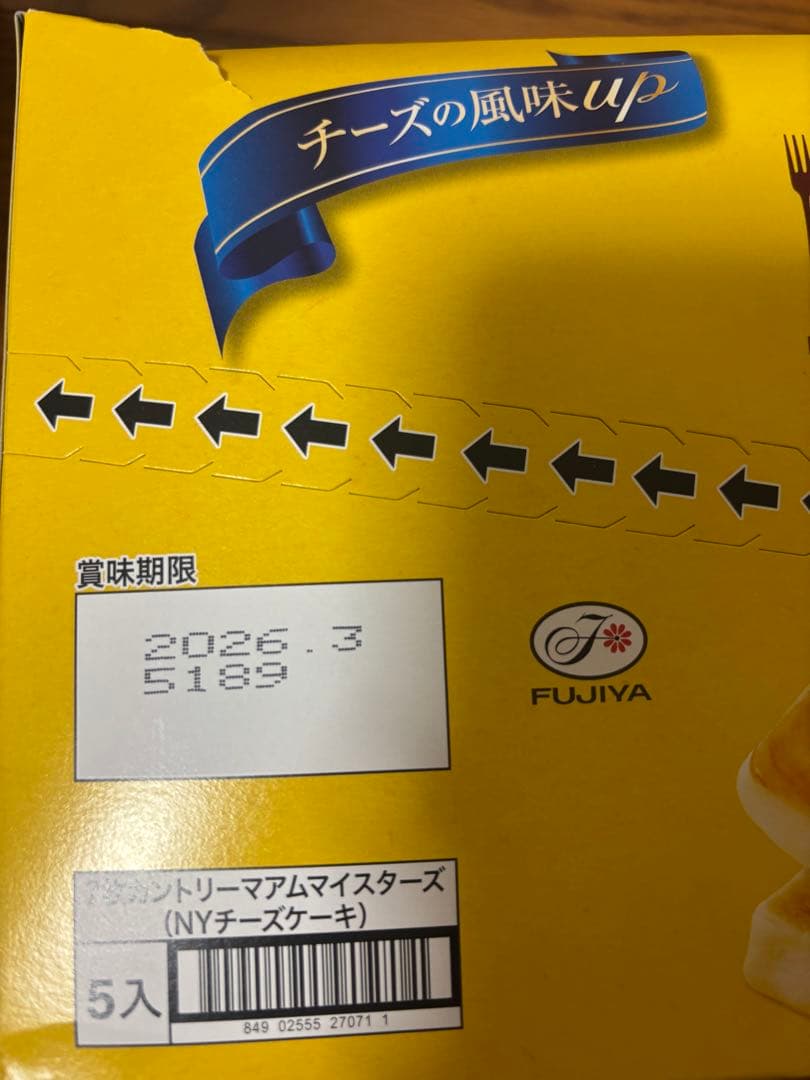 チーズの風味up
賞味期限
2026.3
5189
FUJIYA
カントリーマアムマイスターズ
(NYチーズケーキ)
5入
849 02555 27071 1